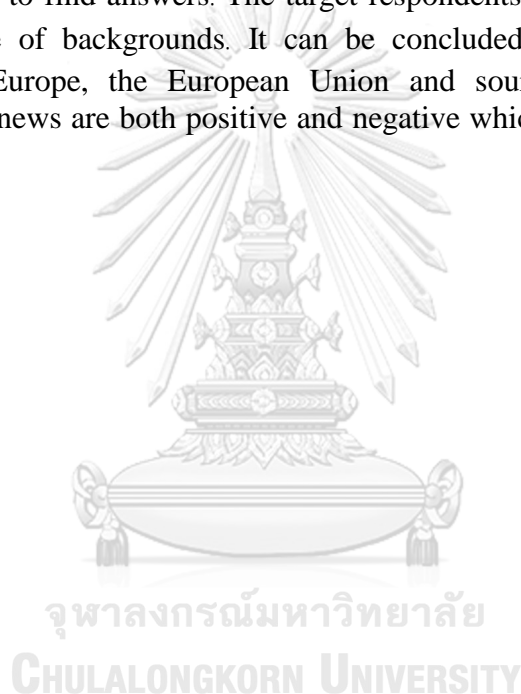 to find answers. The target respondents
of backgrounds. It can be concluded
Europe, the European Union and sour
news are both positive and negative whic
จุฬาลงกรณ์มหาวิทยาลัย
CHULALONGKORN UNIVERSITY